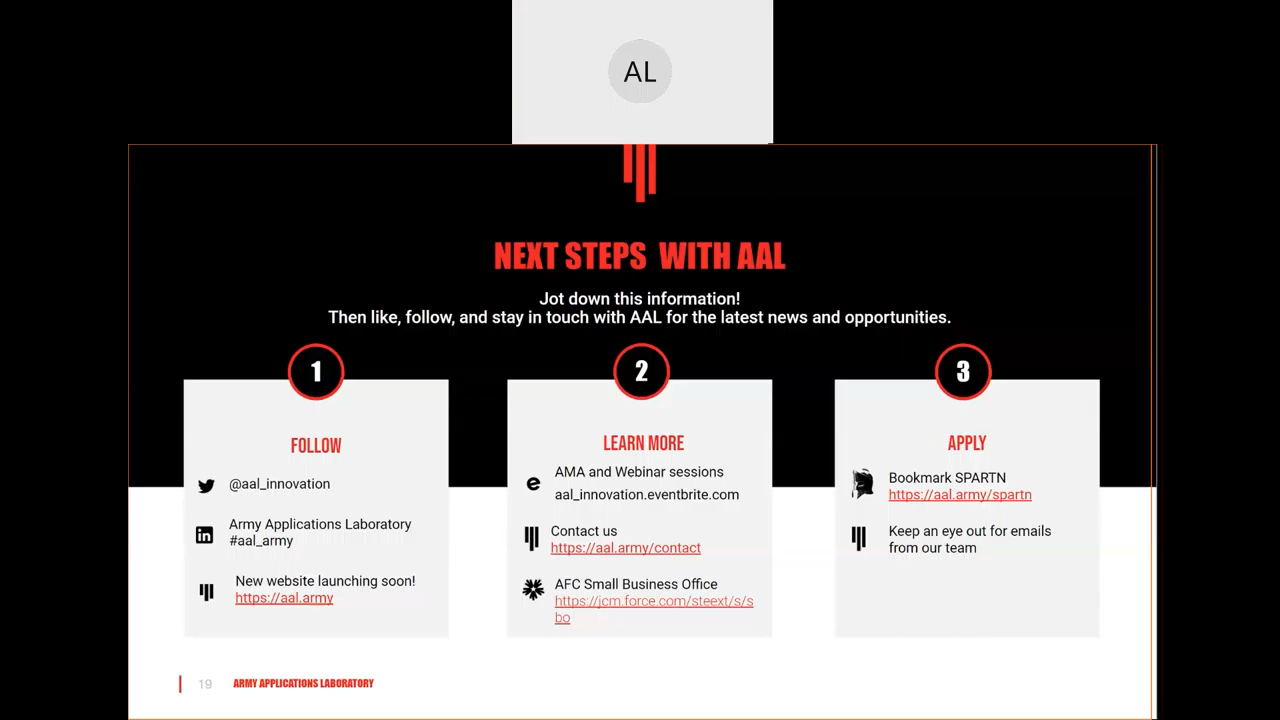 AL
NEXT STEPS WITH AAL
Jot down this information!
Then like, follow, and stay in touch with AAL for the latest news and opportunities.
1
FOLLOW
@aal_innovation
in
Army Applications Laboratory
#aal_army
New website launching soon!
https://aal.army
2
LEARN MORE
e
AMA and Webinar sessions
aal_innovation.eventbrite.com
Contact us
https://aal.army/contact
AFC Small Business Office
https://jcm.force.com/steext/s/s
bo
3
APPLY
Bookmark SPARTN
https://aal.army/spartn
Keep an eye out for emails
from our team
19 ARMY APPLICATIONS LABORATORY